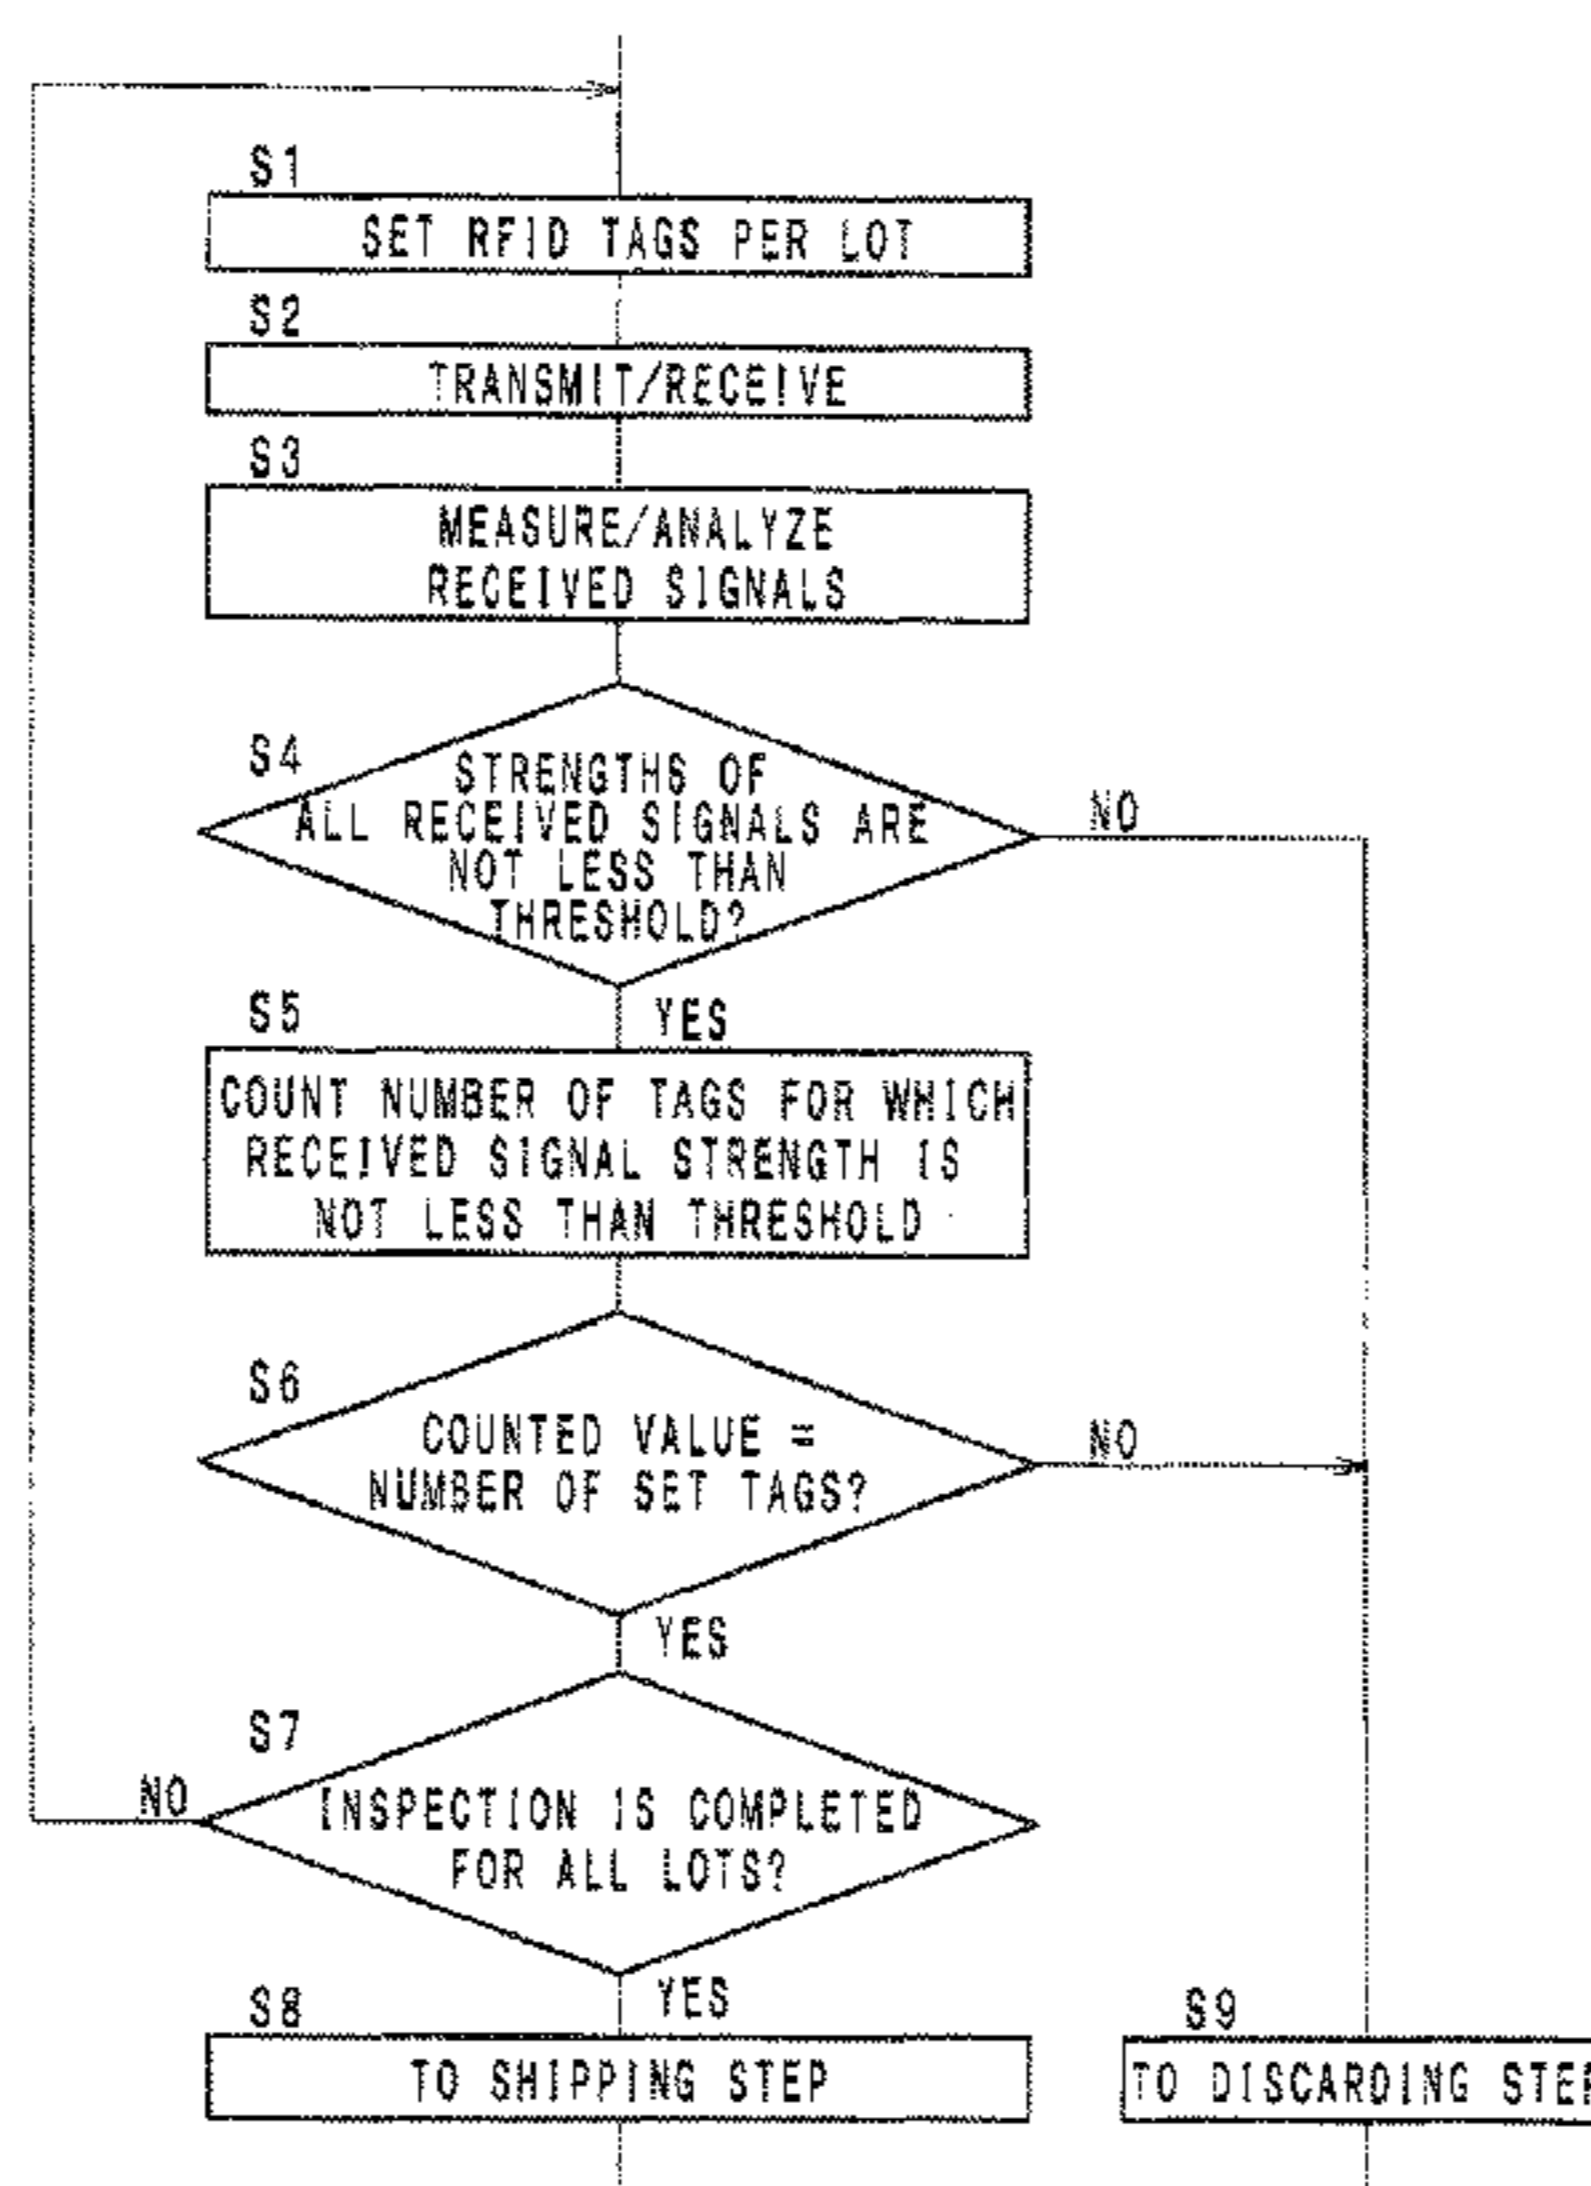 S1
SET RFID TAGS PER LOT
S2
TRANSMIT/RECEIVE
S3
MEASURE/ANALYZE
RECEIVED SIGNALS
S4
STRENGTHS OF
ALL RECEIVED SIGNALS ARE
NOT LESS THAN
THRESHOLD?
NO
YES
S5
COUNT NUMBER OF TAGS FOR WHICH
RECEIVED SIGNAL STRENGTH IS
NOT LESS THAN THRESHOLD
S6
COUNTED VALUE =
NUMBER OF SET TAGS?
NO
YES
S7
NO
INSPECTION IS COMPLETED
FOR ALL LOTS?
YES
S8
TO SHIPPING STEP
S9
TO DISCARDING STEP